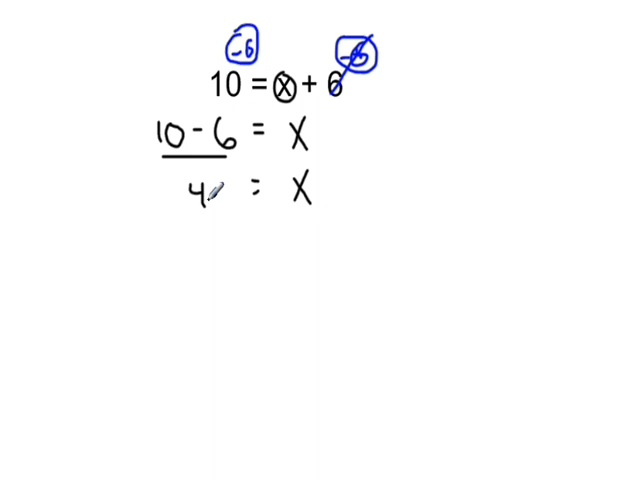 -6 -6
10 = x + 6
10 - 6 = X
4 = X